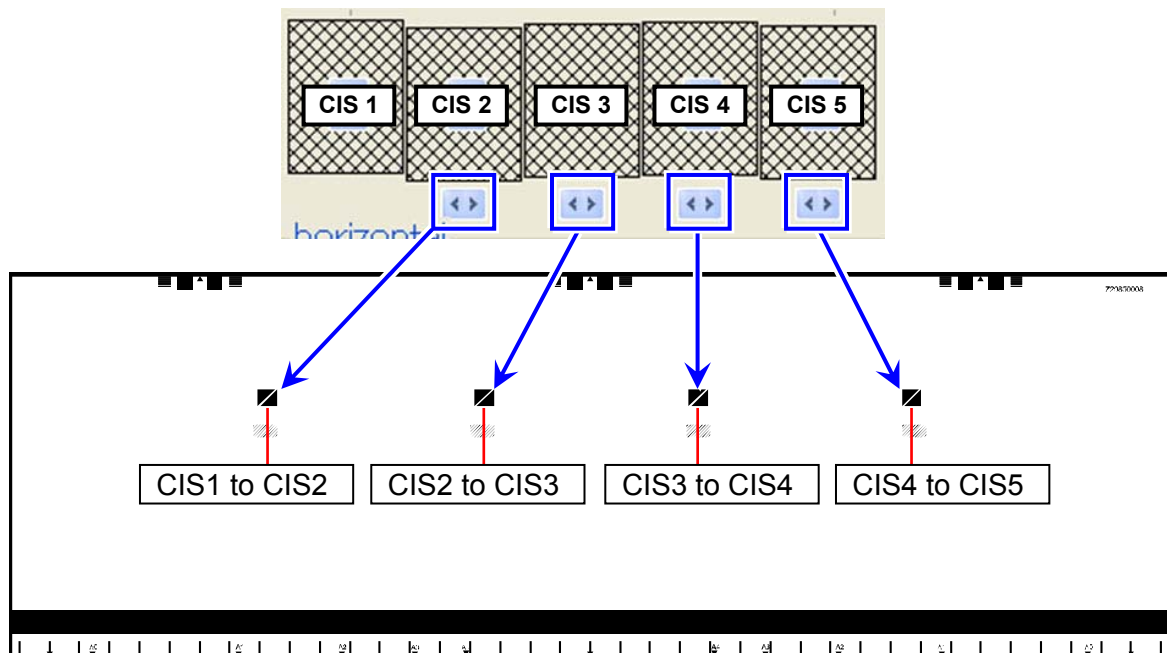 CIS 1
CIS 2
CIS 3
CIS 4
CIS 5
horizontal
CIS1 to CIS2
CIS2 to CIS3
CIS3 to CIS4
CIS4 to CIS5